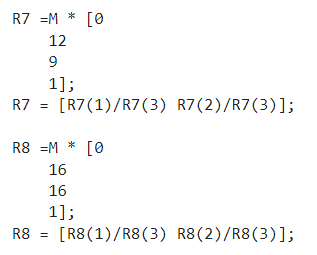 R7 =M * [0
12
9
1];
R7 = [R7(1)/R7(3) R7(2)/R7(3)];
R8 =M * [0
16
16
1];
R8 = [R8(1)/R8(3) R8(2)/R8(3)];